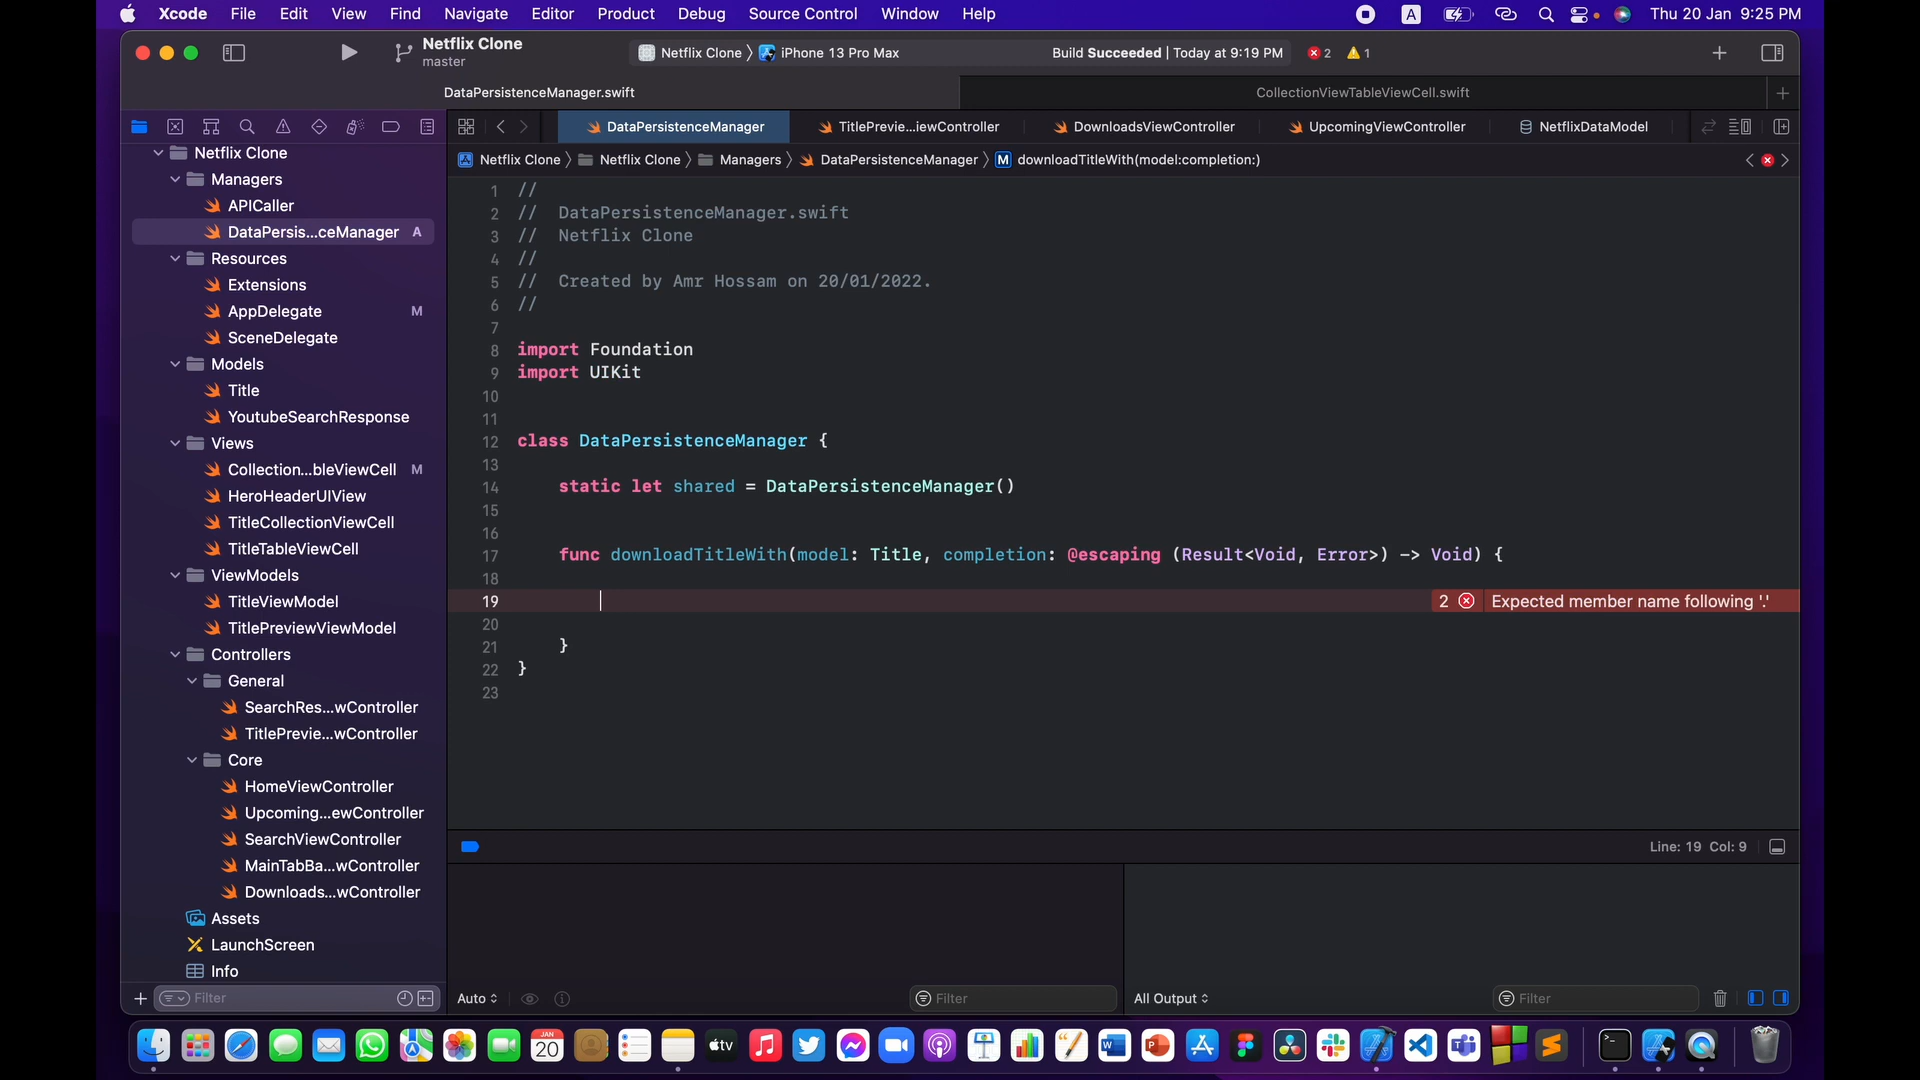 Xcode File Edit View Find Navigate Editor Product Debug Source Control Window Help A Thu 20 Jan 9:25 PM
Netflix Clone
master
Netflix Clone iPhone 13 Pro Max Build Succeeded | Today at 9:19 PM 2 1
DataPersistenceManager.swift CollectionViewTableViewCell.swift
DataPersistenceManager TitlePrevie...iewController DownloadsViewController UpcomingViewController NetflixDataModel
Netflix Clone Netflix Clone Managers DataPersistenceManager M downloadTitleWith(model:completion:)
Netflix Clone
Managers
APICaller
DataPersis...ceManager A
Resources
Extensions
AppDelegate M
SceneDelegate
Models
Title
YoutubeSearchResponse
Views
Collection...bleViewCell M
HeroHeaderUIView
TitleCollectionViewCell
TitleTableViewCell
ViewModels
TitleViewModel
TitlePreviewViewModel
Controllers
General
SearchRes...wController
TitlePrevie...wController
Core
HomeViewController
Upcoming...ewController
SearchViewController
MainTabBa...wController
Downloads...wController
Assets
LaunchScreen
Info
Filter
1 //
2 // DataPersistenceManager.swift
3 // Netflix Clone
4 //
5 // Created by Amr Hossam on 20/01/2022.
6 //
7
8 import Foundation
9 import UIKit
10
11
12 class DataPersistenceManager {
13
14 static let shared = DataPersistenceManager()
15
16
17 func downloadTitleWith(model: Title, completion: @escaping (Result<Void, Error>) -> Void) {
18
19 2 Expected member name following '.'
20
21 }
22 }
23
Line: 19 Col: 9
Auto Filter All Output Filter
JAN
20
tv